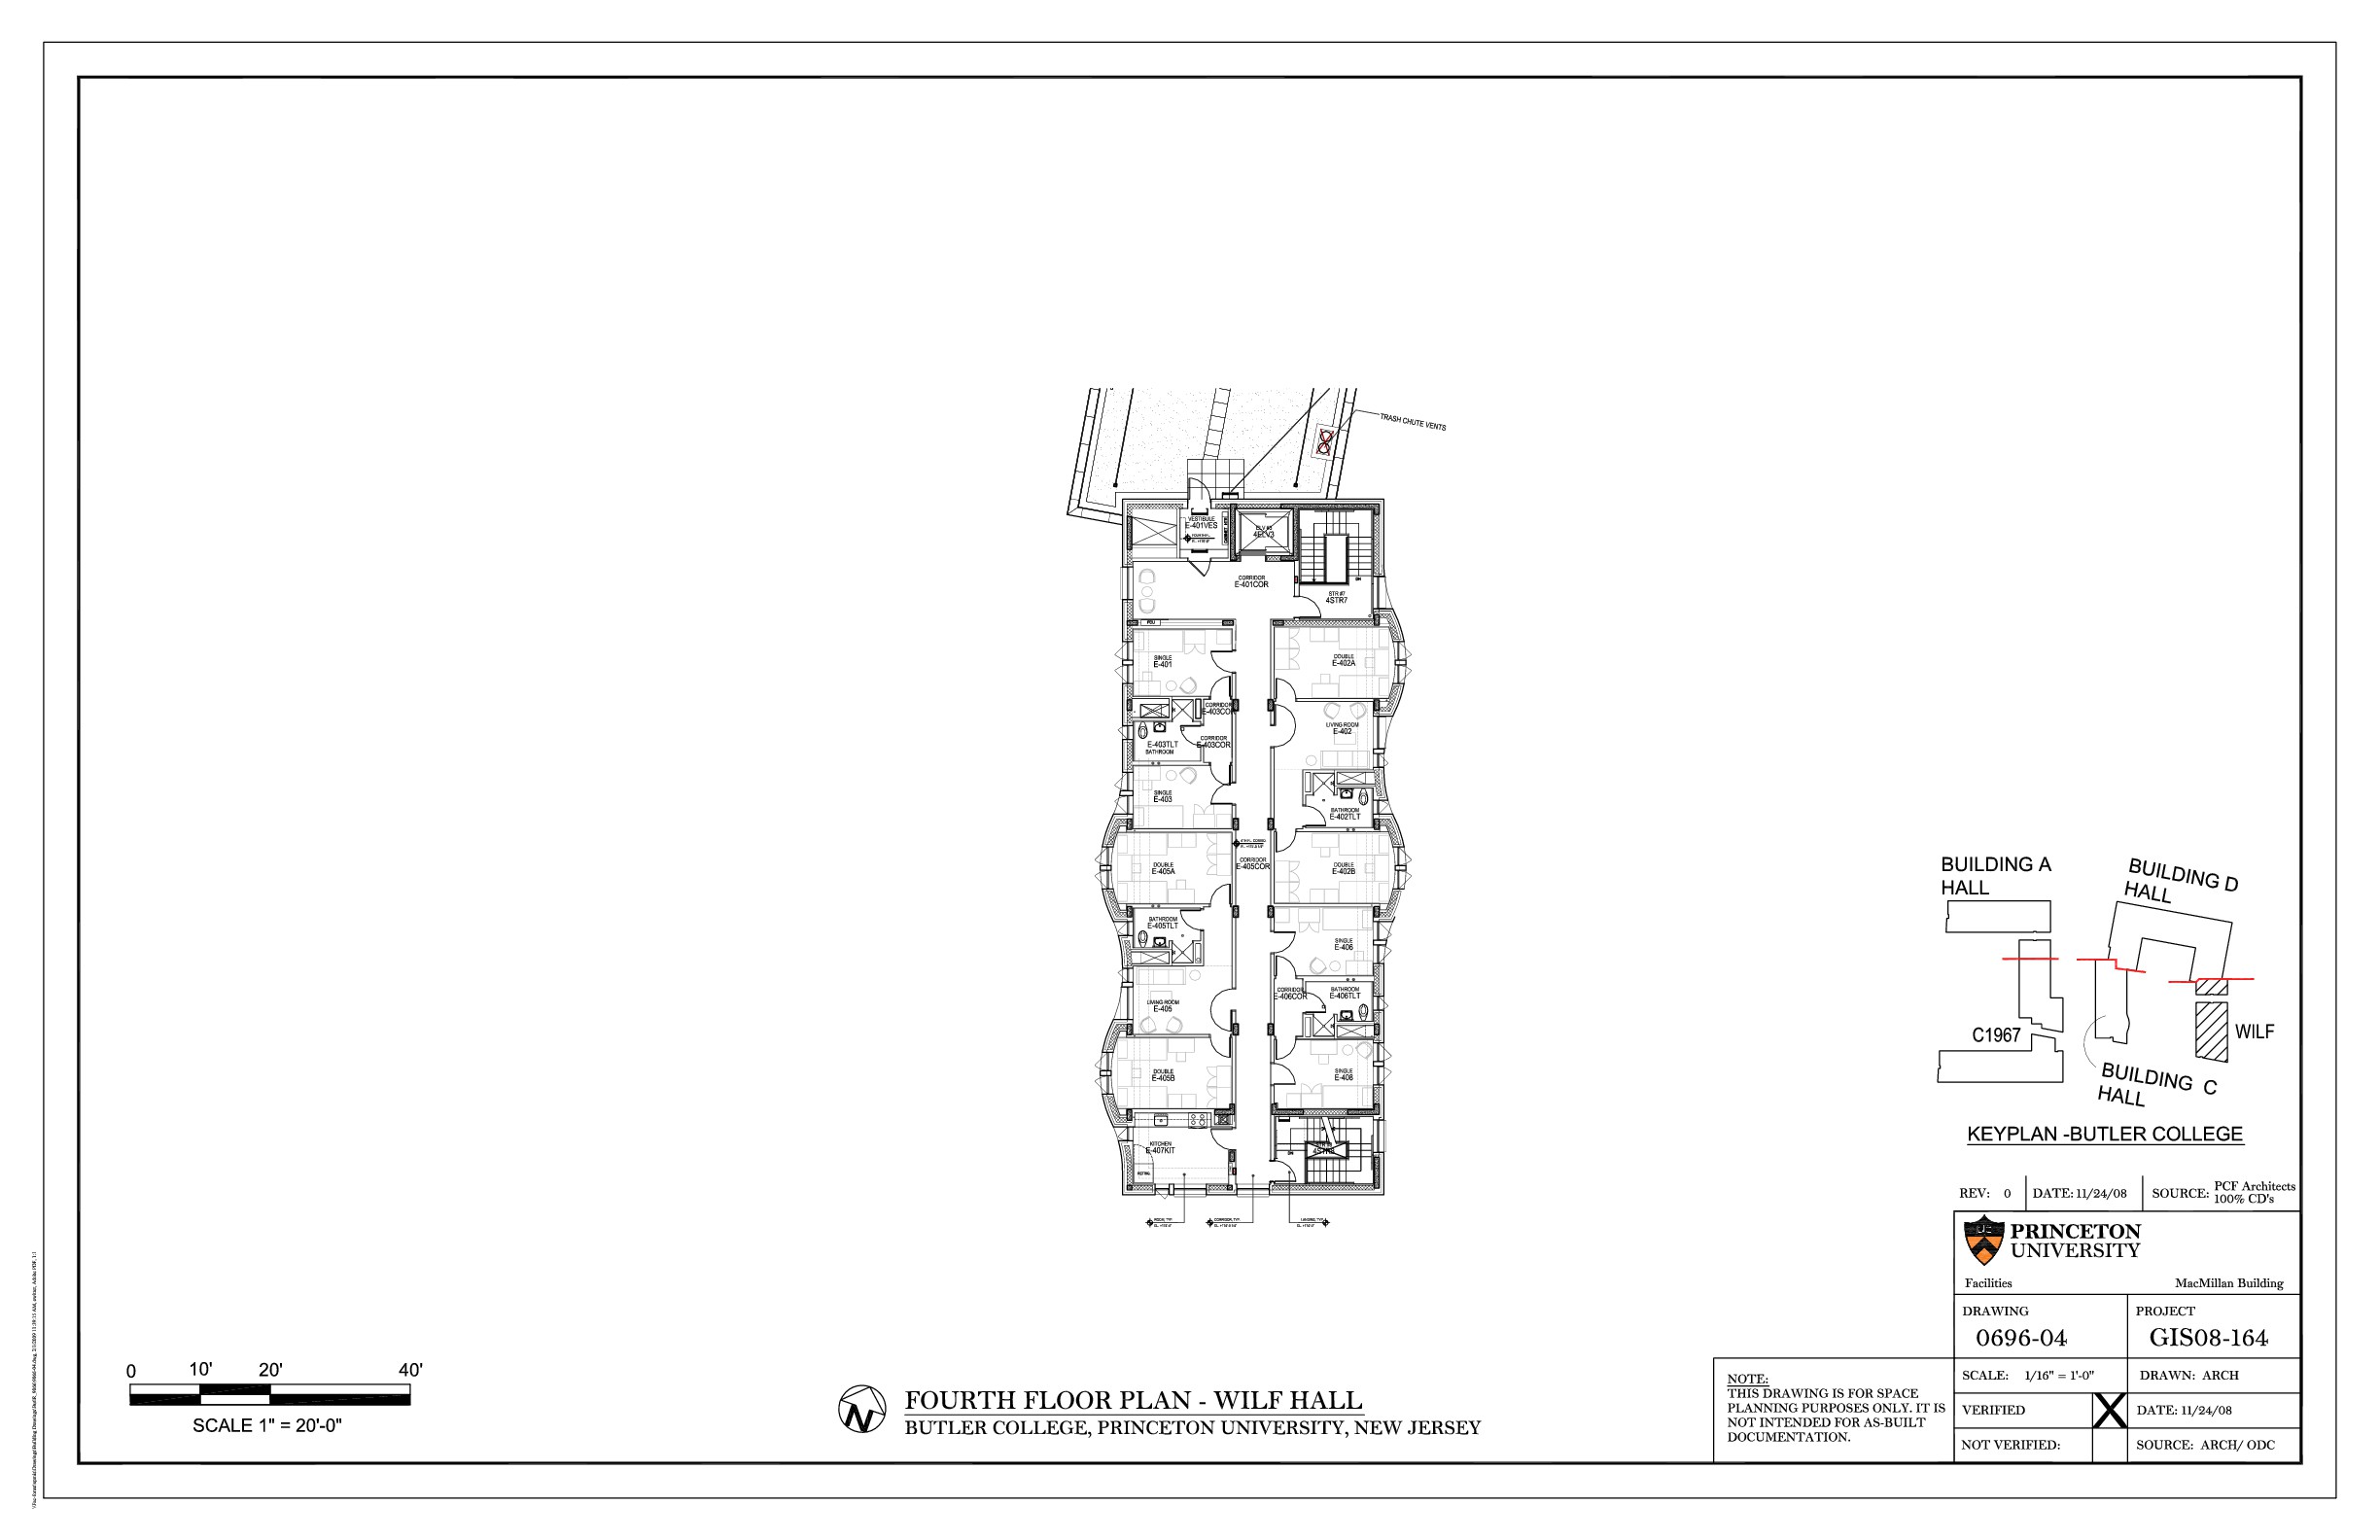 TRASH CHUTE VENTS
VESTIBULE
E-401VES
4ELV3
CORRIDOR
E-401COR
STR #7
4STR7
SINGLE
E-401
DOUBLE
E-402A
CORRIDOR
E-403COR
LIVING ROOM
E-402
E-403TLT
BATHROOM
CORRIDOR
E-403COR
SINGLE
E-403
BATHROOM
E-402TLT
CORRIDOR
E-405COR
DOUBLE
E-405A
DOUBLE
E-402B
BATHROOM
E-405TLT
SINGLE
E-406
LIVING ROOM
E-405
CORRIDOR
E-406COR
BATHROOM
E-406TLT
DOUBLE
E-405B
SINGLE
E-408
KITCHEN
E-407KIT
BUILDING A
HALL
BUILDING D
HALL
C1967
WILF
BUILDING C
HALL
KEYPLAN -BUTLER COLLEGE
REV: 0
DATE: 11/24/08
SOURCE: PCF Architects
100% CD's
PRINCETON
UNIVERSITY
Facilities
MacMillan Building
DRAWING
0696-04
PROJECT
GIS08-164
SCALE: 1/16" = 1'-0"
DRAWN: ARCH
VERIFIED
X
DATE: 11/24/08
NOT VERIFIED:
SOURCE: ARCH/ ODC
NOTE:
THIS DRAWING IS FOR SPACE
PLANNING PURPOSES ONLY. IT IS
NOT INTENDED FOR AS-BUILT
DOCUMENTATION.
0 10' 20' 40'
SCALE 1" = 20'-0"
N
FOURTH FLOOR PLAN - WILF HALL
BUTLER COLLEGE, PRINCETON UNIVERSITY, NEW JERSEY